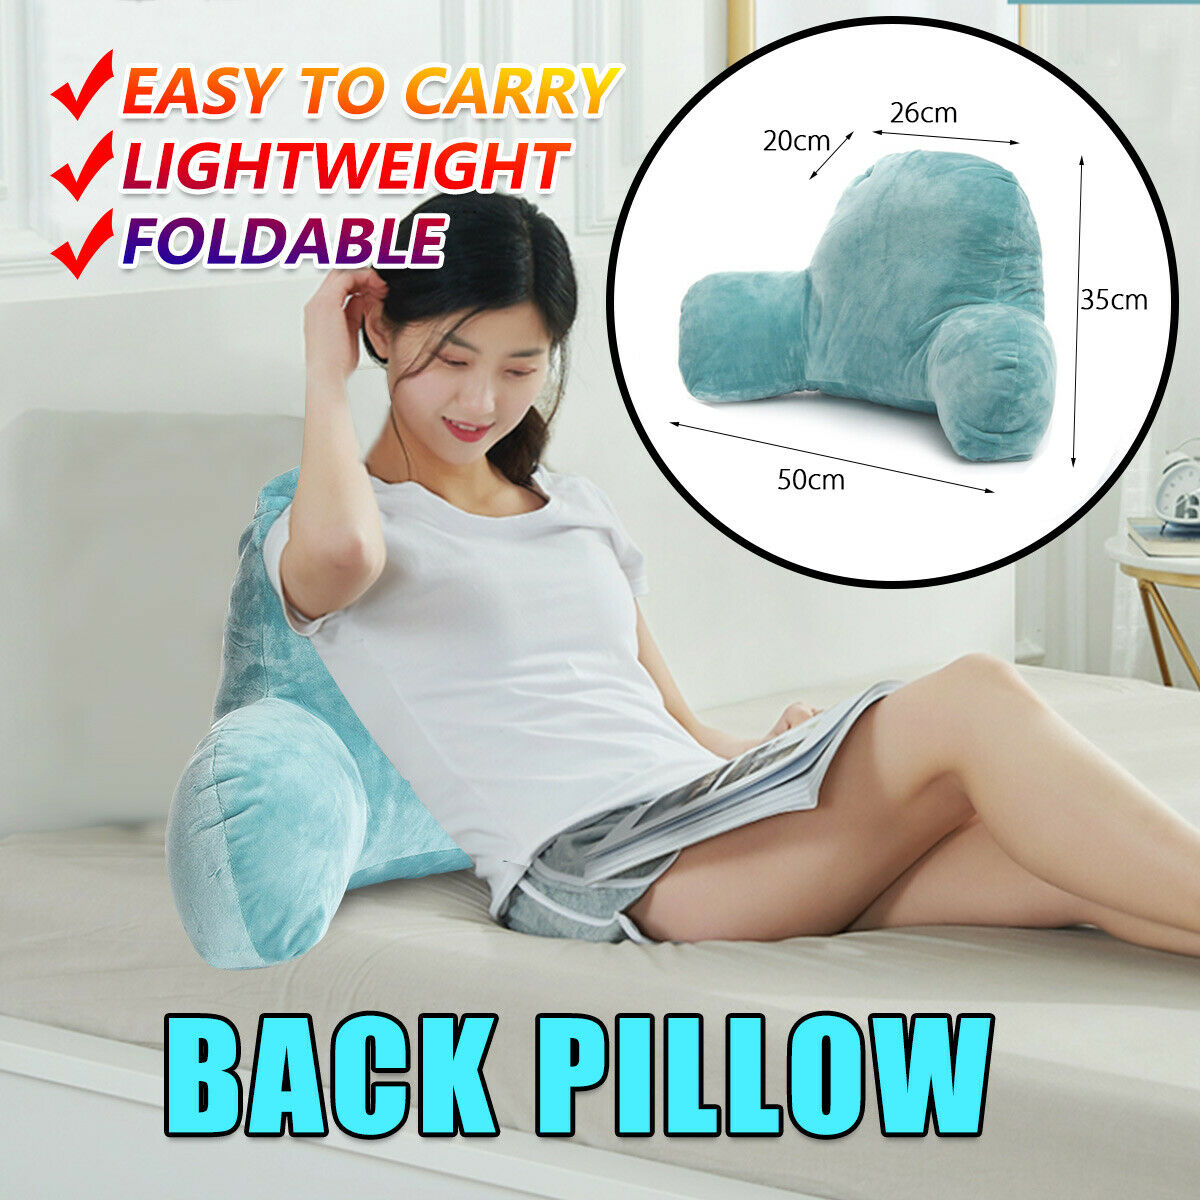 EASY TO CARRY
LIGHTWEIGHT
FOLDABLE
26cm
20cm
35cm
50cm
BACK PILLOW